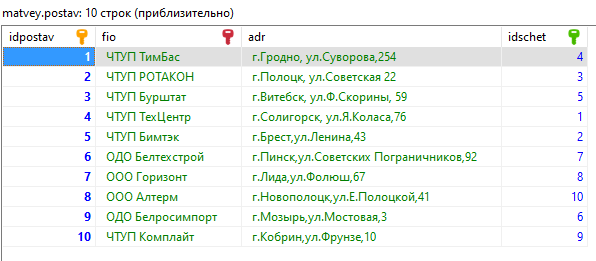 matvey.postav: 10 строк (приблизительно)
idpostav fio adr idschet
1 ЧТУП ТимБас г.Гродно, ул.Суворова,254 4
2 ЧТУП РОТАКОН г.Полоцк, ул.Советская 22 3
3 ЧТУП Бурштат г.Витебск, ул.Ф.Скорины, 59 5
4 ЧТУП ТехЦентр г.Солигорск, ул.Я.Коласа,76 1
5 ЧТУП Бимтэк г.Брест,ул.Ленина,43 2
6 ОДО Белтехстрой г.Пинск,ул.Советских Пограничников,92 7
7 ООО Горизонт г.Лида,ул.Фолюш,67 8
8 ООО Алтерм г.Новополоцк,ул.Е.Полоцкой,41 10
9 ОДО Белросимпорт г.Мозырь,ул.Мостовая,3 6
10 ЧТУП Комплайт г.Кобрин,ул.Фрунзе,10 9